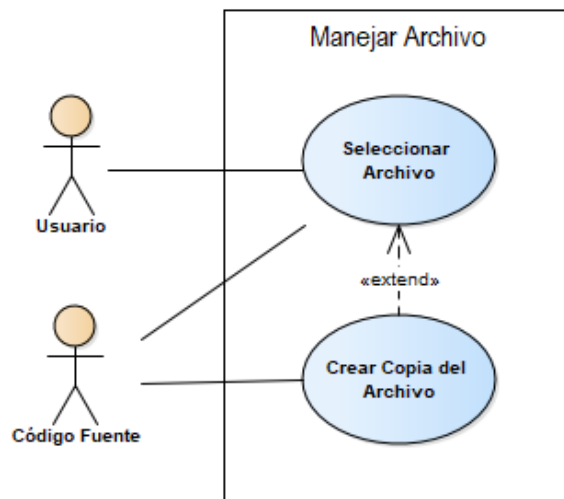 Manejar Archivo
Seleccionar
Archivo
Usuario
«extend»
Crear Copia del
Archivo
Código Fuente